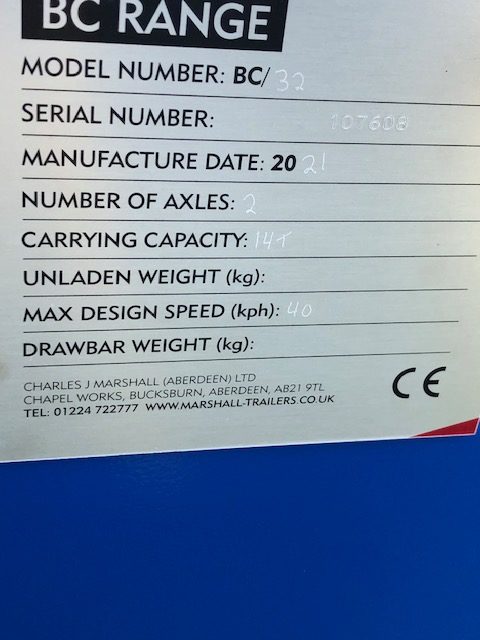 BC RANGE
MODEL NUMBER: BC/32
SERIAL NUMBER: 107608
MANUFACTURE DATE: 2021
NUMBER OF AXLES: 2
CARRYING CAPACITY: 14T
UNLADEN WEIGHT (kg):
MAX DESIGN SPEED (kph): 40
DRAWBAR WEIGHT (kg):
CHARLES J MARSHALL (ABERDEEN) LTD
CHAPEL WORKS, BUCKSBURN, ABERDEEN, AB21 9TL
TEL: 01224 722777 WWW.MARSHALL-TRAILERS.CO.UK
CE